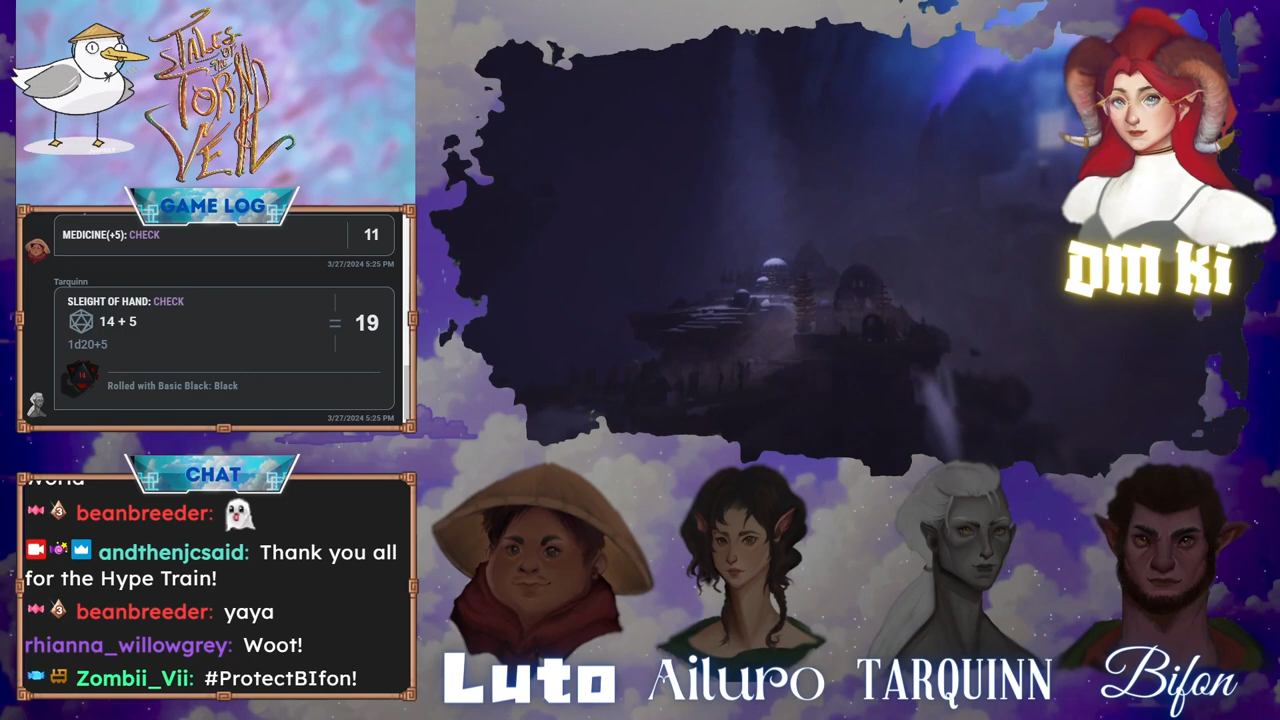 TALES
OF THE
TORN
VEIL
GAME LOG
MEDICINE(+5): CHECK
11
3/27/2024 5:25 PM
Tarquinn
SLEIGHT OF HAND: CHECK
14 + 5
= 19
1d20+5
Rolled with Basic Black: Black
3/27/2024 5:25 PM
CHAT
beanbreeder:
andthenjcsaid: Thank you all
for the Hype Train!
beanbreeder: yaya
rhianna_willowgrey: Woot!
Zombii_Vii: #ProtectBIfon!
DM Ki
Luto
Ailuro
TARQUINN
Bifon